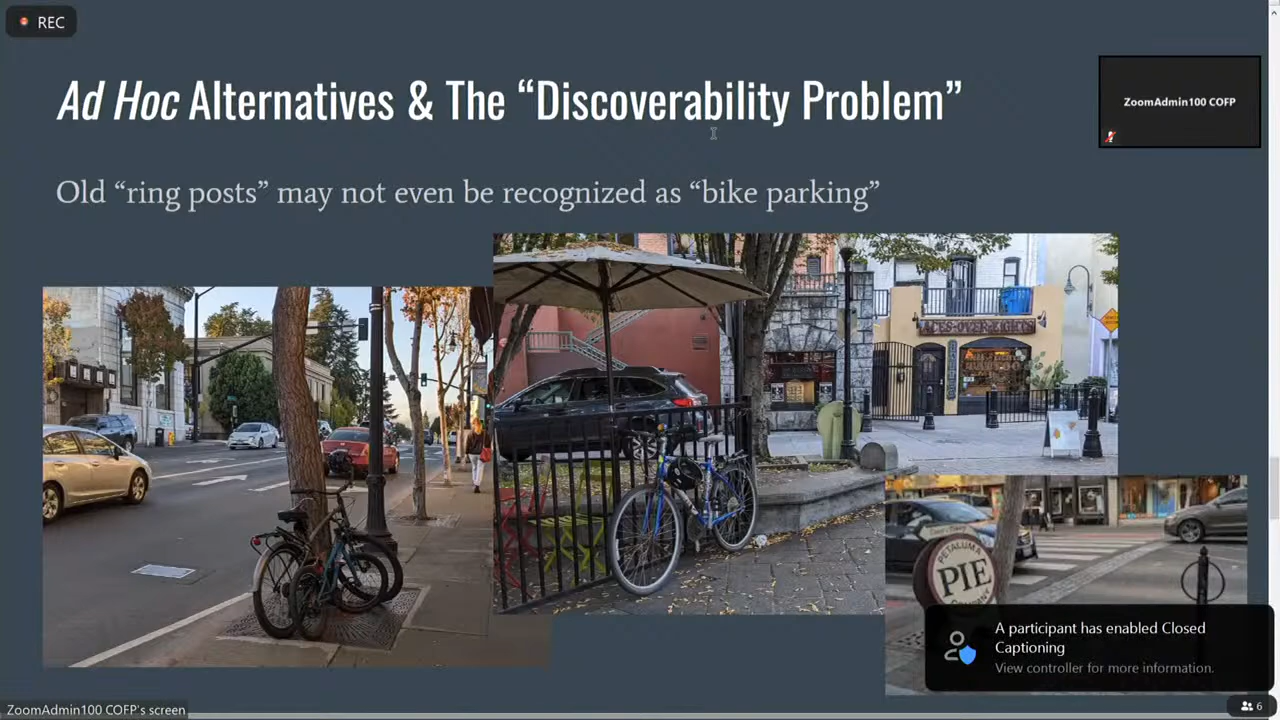 REC
Ad Hoc Alternatives & The “Discoverability Problem”
ZoomAdmin100 COFP
Old “ring posts” may not even be recognized as “bike parking”
ACES·OVER·EIGHTS
PETALUMA
PIE
A participant has enabled Closed
Captioning
View controller for more information.
ZoomAdmin100 COFP's screen
6